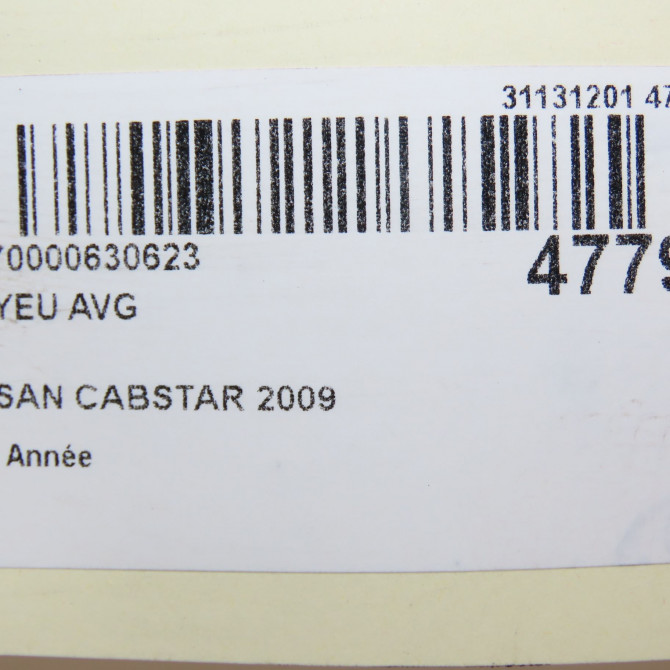 31131201 47
70000630623
4779
YEU AVG
SAN CABSTAR 2009
Année